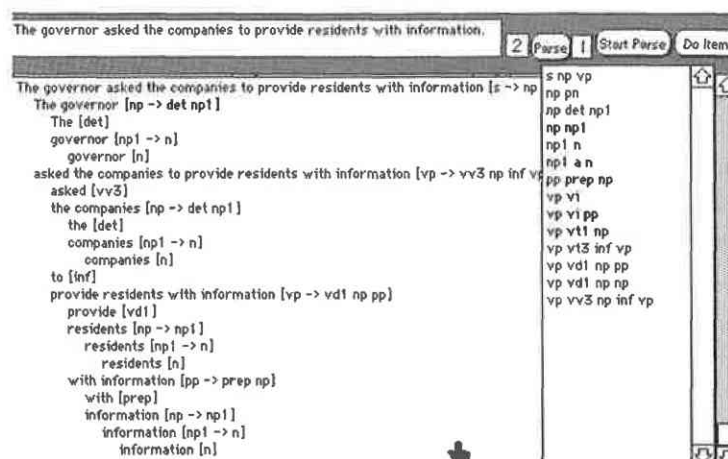 The governor asked the companies to provide residents with information.
2 Parse 1 Start Parse Do Item
The governor asked the companies to provide residents with information [s -> np
The governor [np -> det np1]
The [det]
governor [np1 -> n]
governor [n]
asked the companies to provide residents with information [vp -> vv3 np inf vp
asked [vv3]
the companies [np -> det np1]
the [det]
companies [np1 -> n]
companies [n]
to [inf]
provide residents with information [vp -> vd1 np pp]
provide [vd1]
residents [np -> np1]
residents [np1 -> n]
residents [n]
with information [pp -> prep np]
with [prep]
information [np -> np1]
information [np1 -> n]
information [n]
s np vp
np pn
np det np1
np np1
np1 n
np1 a n
pp prep np
vp vi
vp vi pp
vp vt1 np
vp vt3 inf vp
vp vd1 np pp
vp vd1 np np
vp vv3 np inf vp